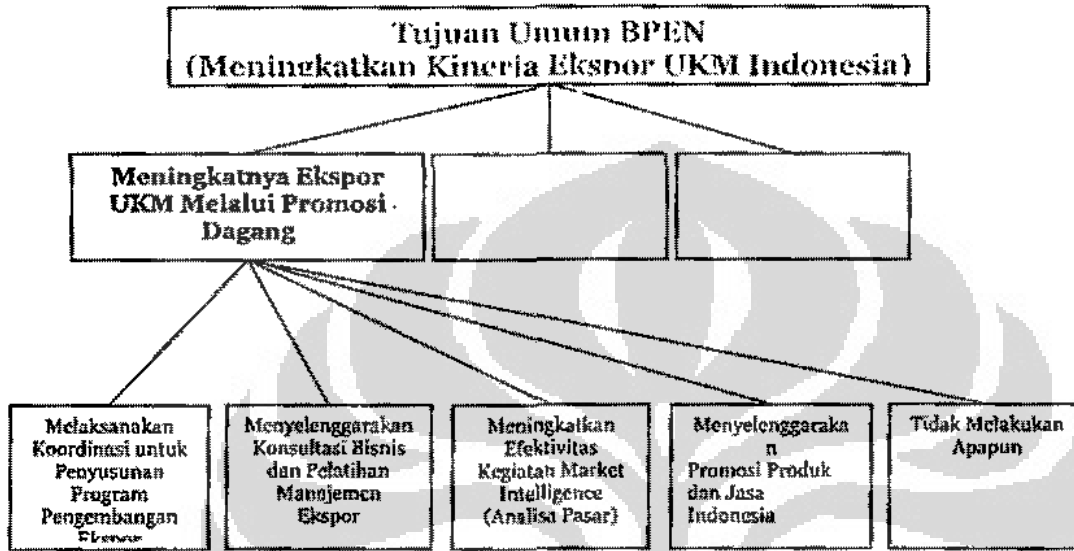 Tujuan Umum BPEN
(Meningkatkan Kinerja Ekspor UKM Indonesia)
Meningkatnya Ekspor
UKM Melalui Promosi
Dagang
Melaksanakan
Koordinasi untuk
Penyusunan
Program
Pengembangan
Ekspor
Menyelenggarakan
Konsultasi Bisnis
dan Pelatihan
Manajemen
Ekspor
Meningkatkan
Efektivitas
Kegiatan Market
Intelligence
(Analisa Pasar)
Menyelenggaraka
n
Promosi Produk
dan Jasa
Indonesia
Tidak Melakukan
Apapun